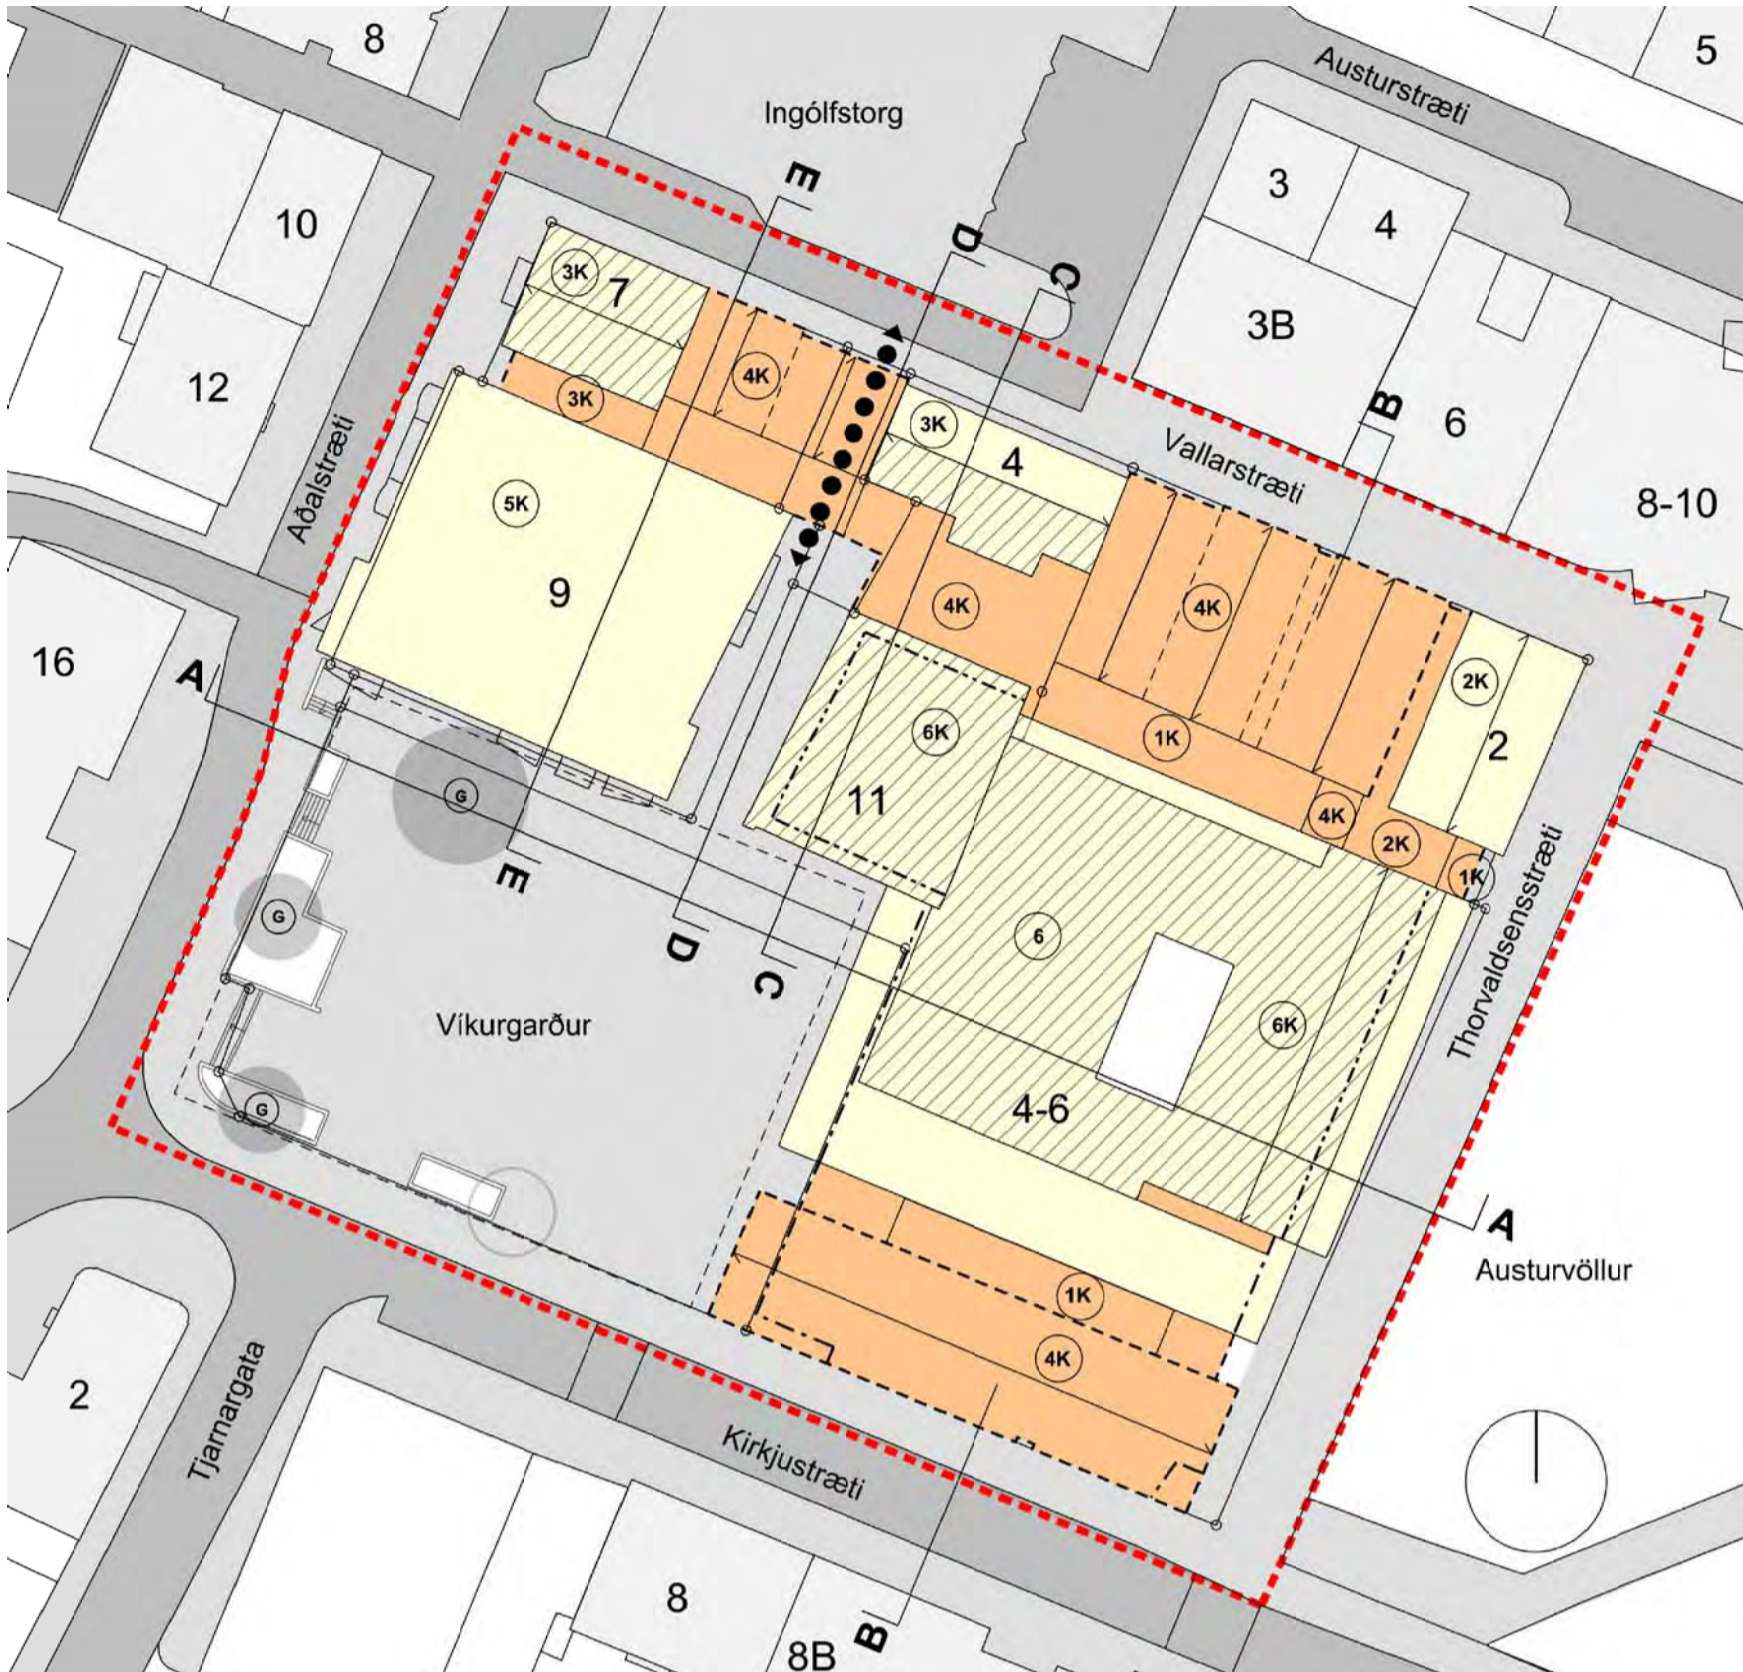 8
5
Austurstræti
Ingólfstorg
E
3
10
4
D
C
3K
7
3B
12
4K
3K
B
6
3K
4
Vallarstræti
Aðalstræti
5K
8-10
9
4K
4K
16
A
2K
6K
1K
2
11
G
4K
2K
E
1K
G
6
D
C
Víkurgarður
6K
Thorvaldsensstræti
G
4-6
A
Austurvöllur
1K
4K
2
Tjarnargata
Kirkjustræti
8
B
8B